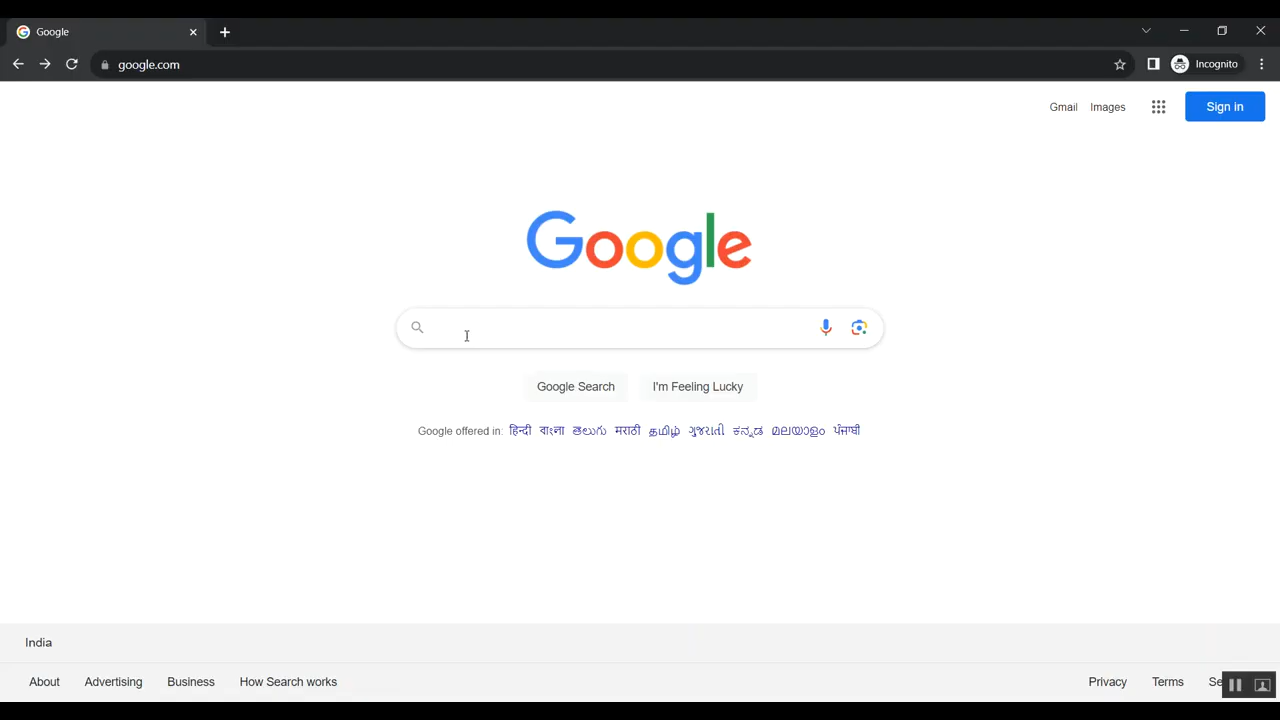 Google
google.com
Incognito
Gmail Images Sign in
Google
Google Search I'm Feeling Lucky
Google offered in: हिन्दी বাংলা తెలుగు मराठी தமிழ் ગુજરાતી ಕನ್ನಡ മലയാളം ਪੰਜਾਬੀ
India
About Advertising Business How Search works Privacy Terms